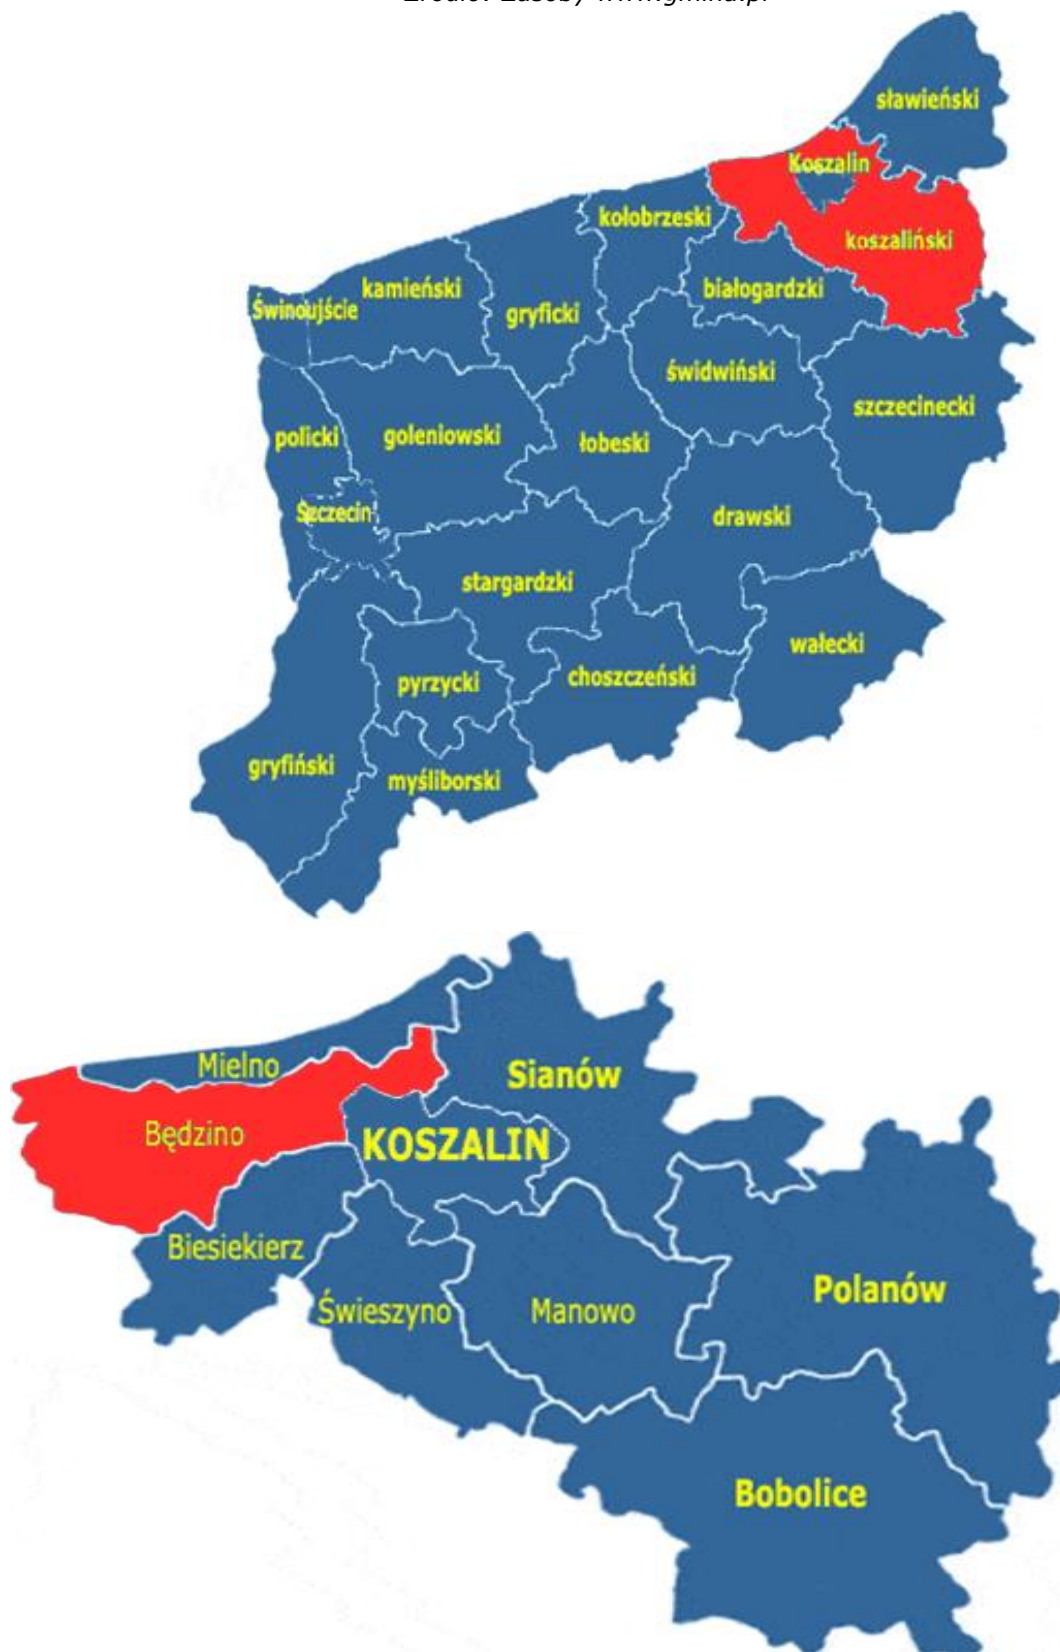 sławieński
Koszalin
kołobrzeski
koszaliński
kamieński
białogardzki
Świnoujście
gryficki
świdwiński
szczecinecki
policki
goleniowski
łobeski
Szczecin
drawski
stargardzki
wałecki
choszczeński
pyrzycki
gryfiński
myśliborski
Mielno
Sianów
Będzino
KOSZALIN
Biesiekierz
Polanów
Świeszyno
Manowo
Bobolice